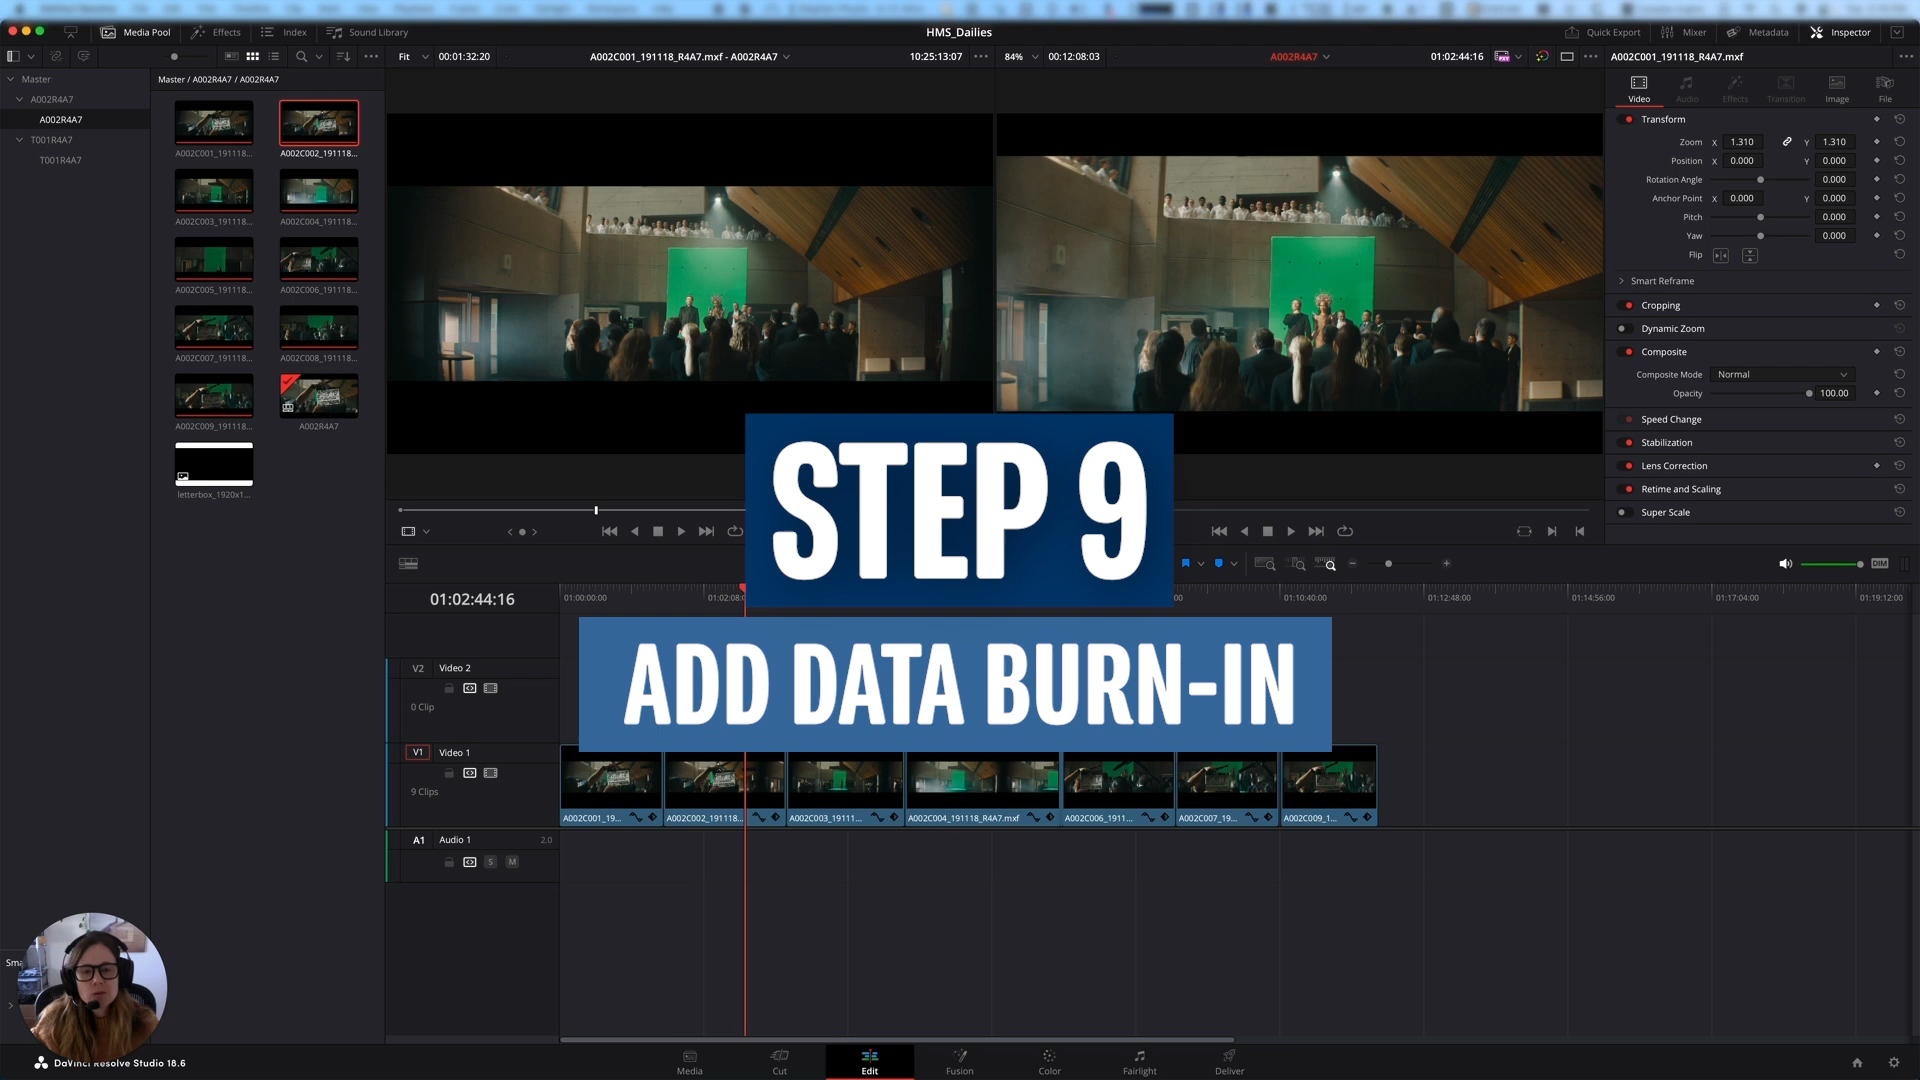 HMS_Dailies
Media Pool
Effects
Index
Sound Library
Quick Export
Mixer
Metadata
Inspector
Fit
00:01:32:20
A002C001_191118_R4A7.mxf - A002R4A7
10:25:13:07
84%
00:12:08:03
A002R4A7
01:02:44:16
A002C001_191118_R4A7.mxf
Master
A002R4A7
A002R4A7
T001R4A7
T001R4A7
Master / A002R4A7 / A002R4A7
A002C001_191118...
A002C002_191118...
A002C003_191118...
A002C004_191118...
A002C005_191118...
A002C006_191118...
A002C007_191118...
A002C008_191118...
A002C009_191118...
A002R4A7
letterbox_1920x1...
Video
Audio
Effects
Transition
Image
File
Transform
Zoom X 1.310 Y 1.310
Position X 0.000 Y 0.000
Rotation Angle 0.000
Anchor Point X 0.000 Y 0.000
Pitch 0.000
Yaw 0.000
Flip
Smart Reframe
Cropping
Dynamic Zoom
Composite
Composite Mode Normal
Opacity 100.00
Speed Change
Stabilization
Lens Correction
Retime and Scaling
Super Scale
STEP 9
ADD DATA BURN-IN
DIM
01:02:44:16
01:00:00:00
01:10:40:00
01:12:48:00
01:14:56:00
01:17:04:00
01:19:12:00
V2 Video 2
0 Clip
V1 Video 1
9 Clips
A002C001_19...
A002C002_191118...
A002C003_19111...
A002C004_191118_R4A7.mxf
A002C006_1911...
A002C007_19...
A002C009_1...
A1 Audio 1 2.0
S M
DaVinci Resolve Studio 18.6
Media
Cut
Edit
Fusion
Color
Fairlight
Deliver